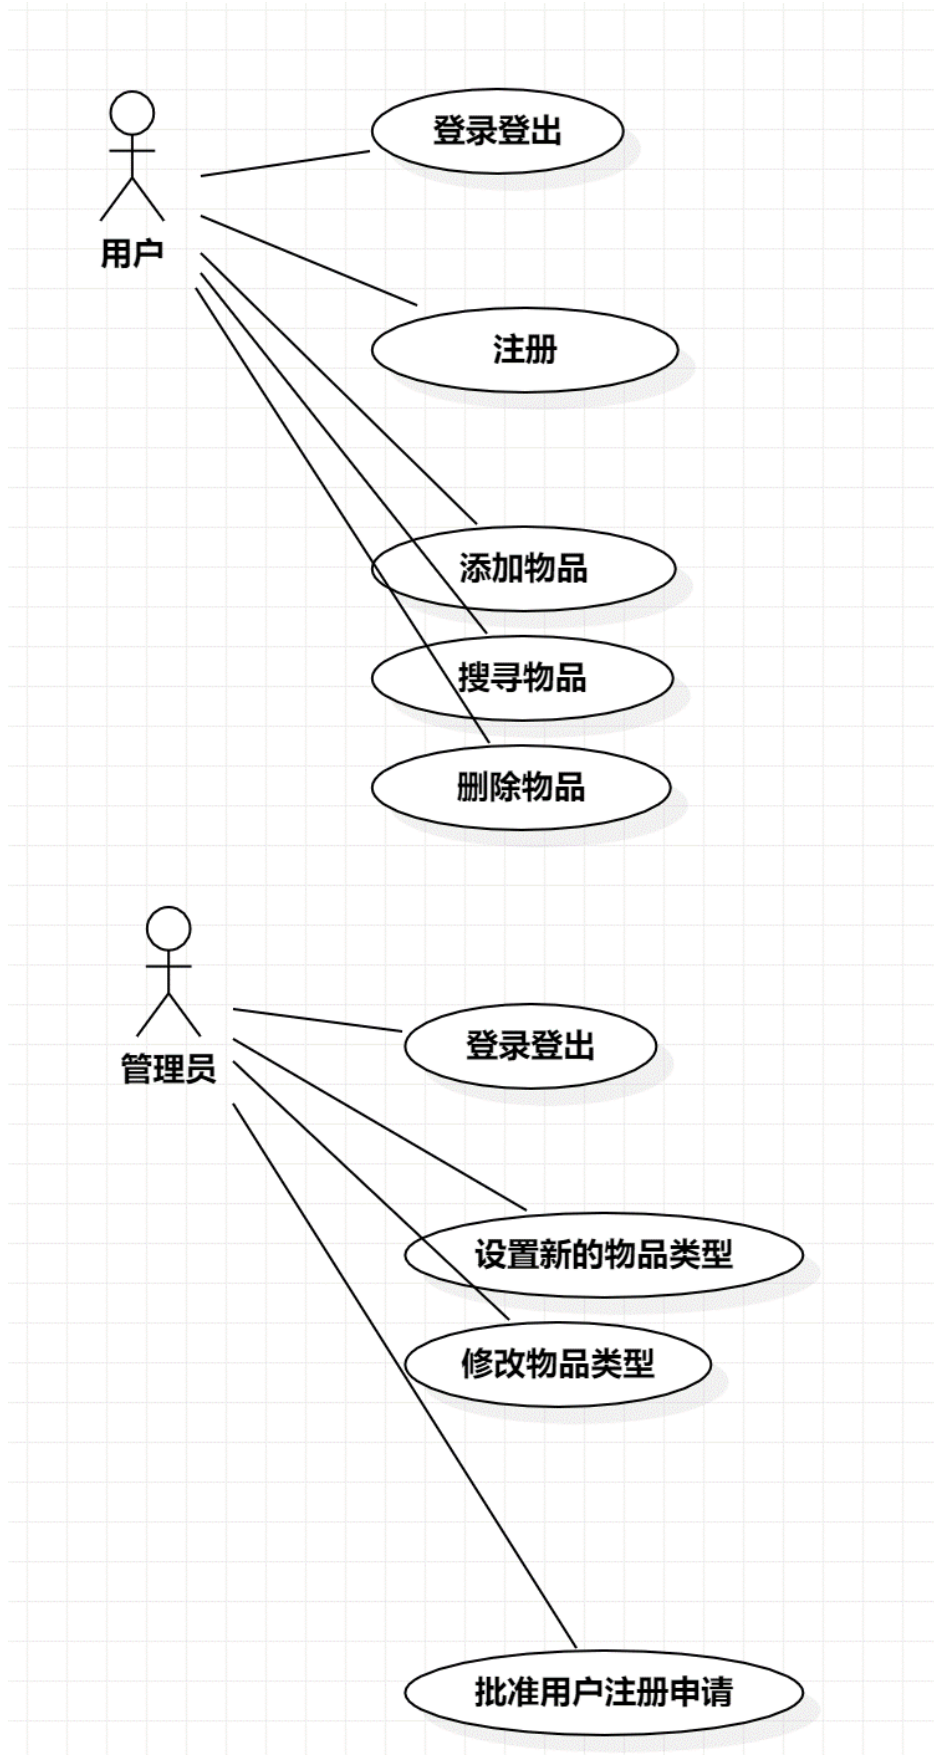 登录登出
用户
注册
添加物品
搜寻物品
删除物品
登录登出
管理员
设置新的物品类型
修改物品类型
批准用户注册申请